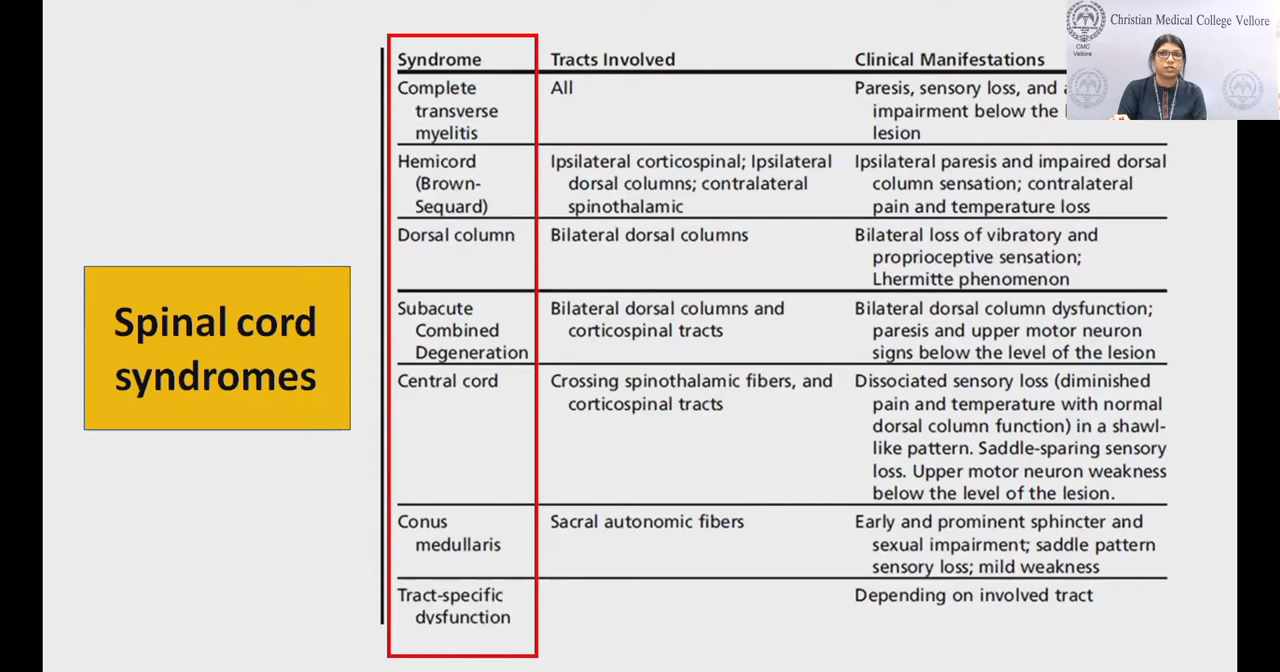 Christian Medical College Vellore
CMC
Vellore
Spinal cord
syndromes
Syndrome Tracts Involved Clinical Manifestations
Complete All Paresis, sensory loss, and
transverse impairment below the
myelitis lesion
Hemicord Ipsilateral corticospinal; Ipsilateral Ipsilateral paresis and impaired dorsal
(Brown- dorsal columns; contralateral column sensation; contralateral
Sequard) spinothalamic pain and temperature loss
Dorsal column Bilateral dorsal columns Bilateral loss of vibratory and
proprioceptive sensation;
Lhermitte phenomenon
Subacute Bilateral dorsal columns and Bilateral dorsal column dysfunction;
Combined corticospinal tracts paresis and upper motor neuron
Degeneration signs below the level of the lesion
Central cord Crossing spinothalamic fibers, and Dissociated sensory loss (diminished
corticospinal tracts pain and temperature with normal
dorsal column function) in a shawl-
like pattern. Saddle-sparing sensory
loss. Upper motor neuron weakness
below the level of the lesion.
Conus Sacral autonomic fibers Early and prominent sphincter and
medullaris sexual impairment; saddle pattern
sensory loss; mild weakness
Tract-specific Depending on involved tract
dysfunction